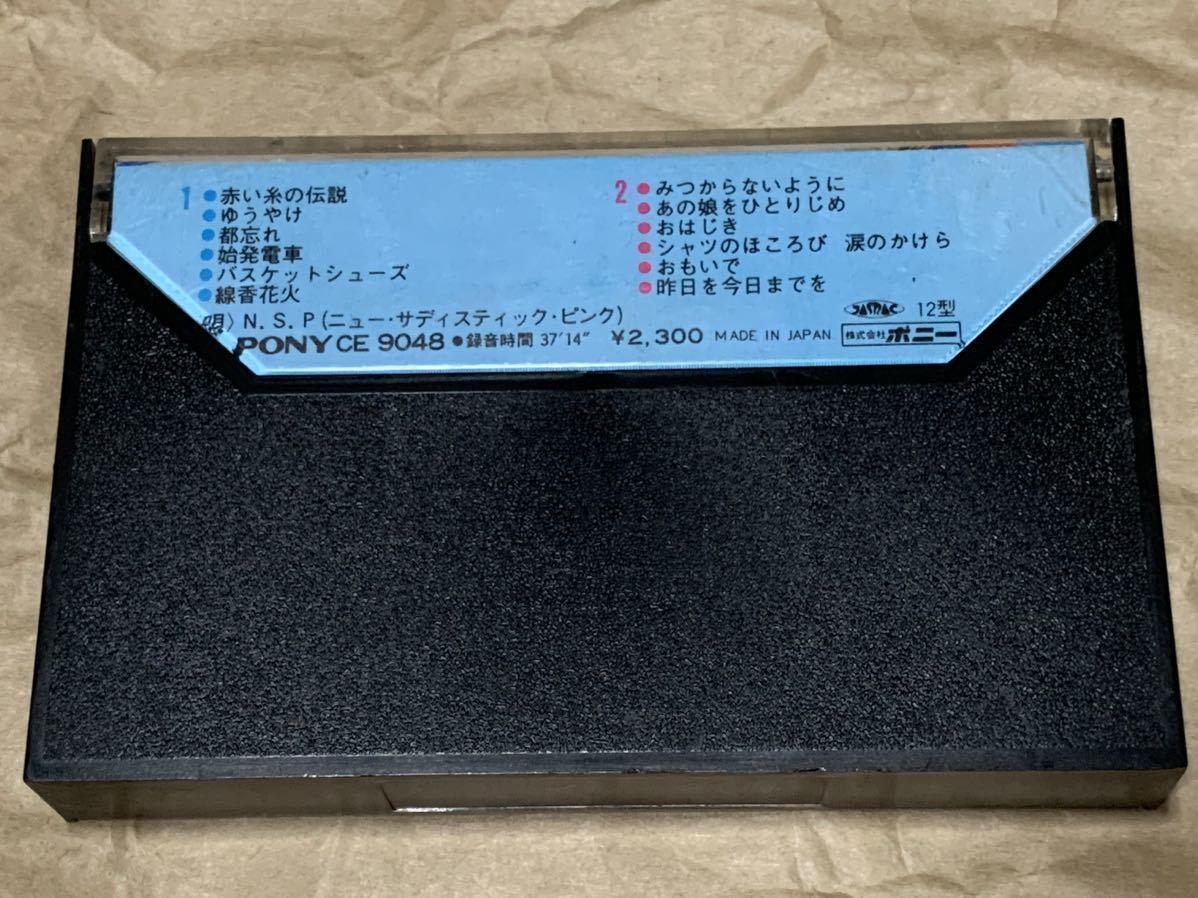 1
●赤い糸の伝説
●ゆうやけ
●都忘れ
●始発電車
●バスケットシューズ
●線香花火
2
●みつからないように
●あの娘をひとりじめ
●おはじき
●シャツのほころび 涙のかけら
●おもいで
●昨日を今日までを
唄〉N.S.P(ニュー・サディスティック・ピンク)
JASRAC 12型
PONY CE 9048 ●録音時間 37'14" ¥2,300 MADE IN JAPAN 株式会社 ポニー